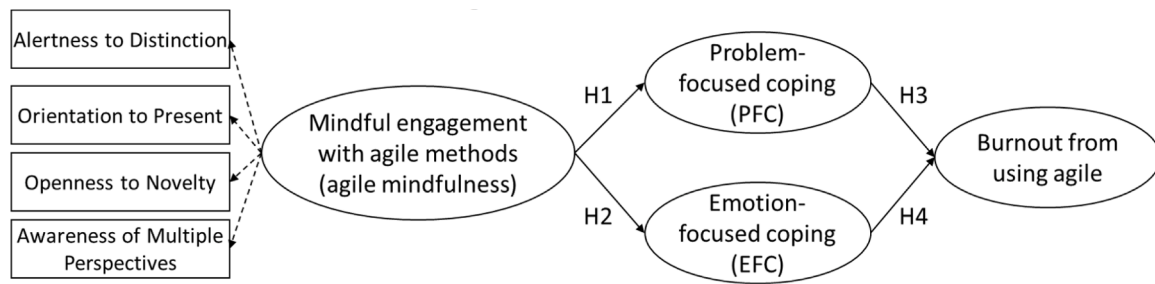 Alertness to Distinction
Orientation to Present
Openness to Novelty
Awareness of Multiple
Perspectives
Mindful engagement
with agile methods
(agile mindfulness)
H1
H2
Problem-
focused coping
(PFC)
Emotion-
focused coping
(EFC)
H3
H4
Burnout from
using agile